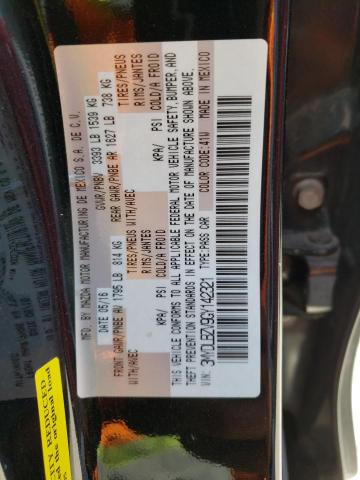 MFD. BY MAZDA MOTOR MANUFACTURING DE MEXICO S.A. DE C.V.
DATE 05/15 GVWR/PNBV 3393 LB 1539 KG
FRONT GAWR/PNBE AV 1795 LB 814 KG REAR GAWR/PNBE AR 1627 LB 738 KG
TIRES/PNEUS TIRES/PNEUS
WITH/AVEC RIMS/JANTES WITH/AVEC RIMS/JANTES
KPA/ PSI COLD/A FROID KPA/ PSI COLD/A FROID
THIS VEHICLE CONFORMS TO ALL APPLICABLE FEDERAL MOTOR VEHICLE SAFETY, BUMPER, AND
THEFT PREVENTION STANDARDS IN EFFECT ON THE DATE OF MANUFACTURE SHOWN ABOVE.
VIN: TYPE:PASS CAR COLOR CODE:41W MADE IN MEXICO
CITY REDUCED